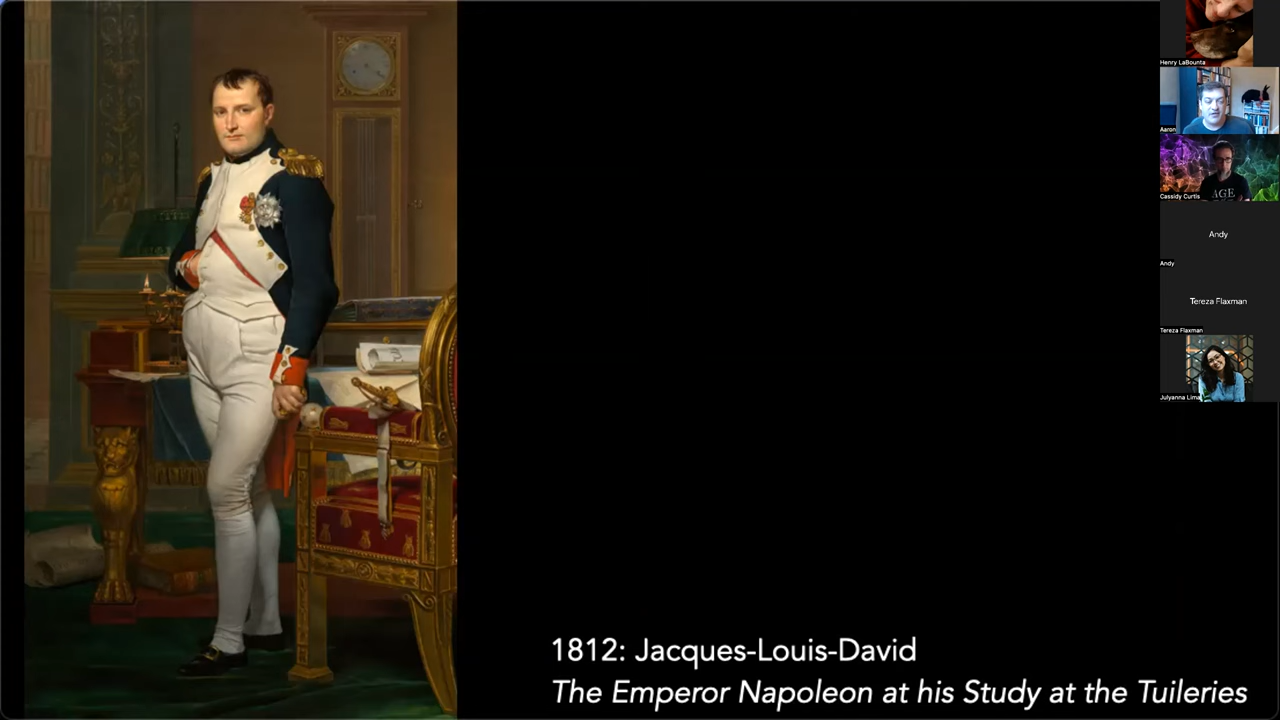 1812: Jacques-Louis-David
The Emperor Napoleon at his Study at the Tuileries
Henry LaBounta
Aaron
AGE
Cassidy Curtis
Andy
Andy
Tereza Flaxman
Tereza Flaxman
Julyanna Lima